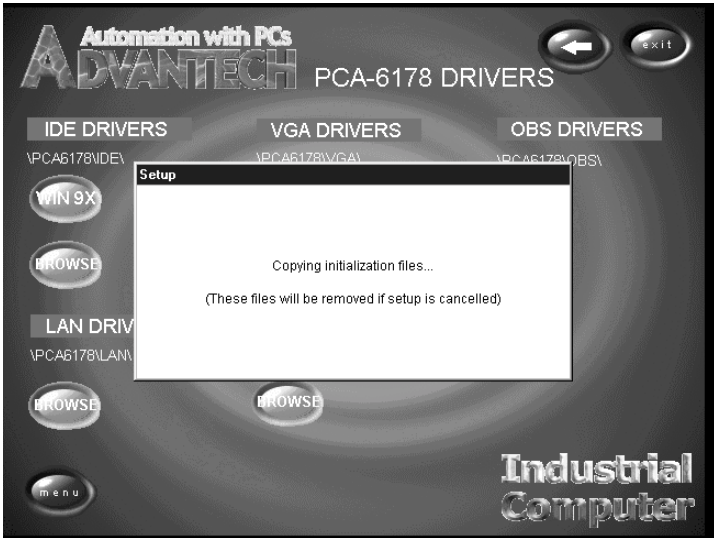 Automation with PCs
ADVANTECH
PCA-6178 DRIVERS
exit
IDE DRIVERS
VGA DRIVERS
OBS DRIVERS
\PCA6178\IDE\
\PCA6178\VGA\
\PCA6178\OBS\
Setup
WIN 9X
Copying initialization files...
BROWSE
(These files will be removed if setup is cancelled)
LAN DRIV
\PCA6178\LAN\
BROWSE
BROWSE
menu
Industrial
Computer